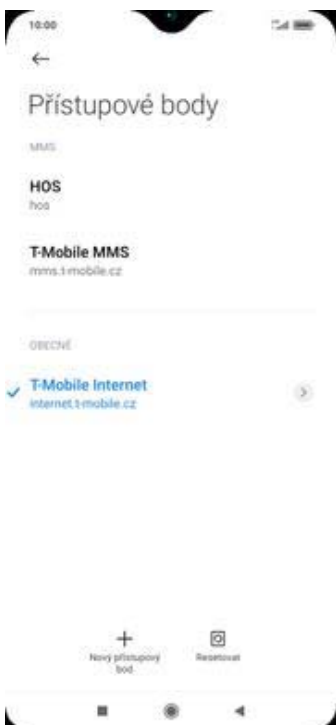 10:00
Přístupové body
MMS
HOS
hos
T-Mobile MMS
mms.t-mobile.cz
OBECNÉ
T-Mobile Internet
internet.t-mobile.cz
Nový přístupový
bod
Resetovat